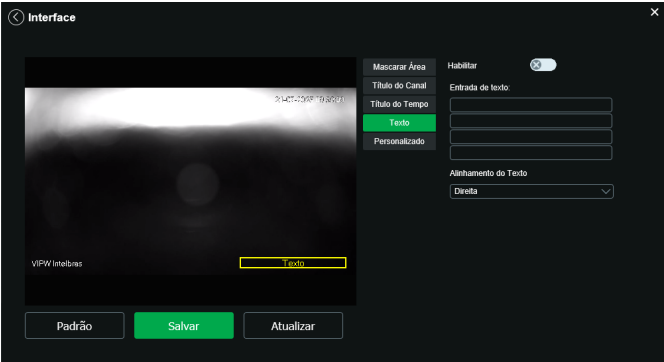 Interface
Mascarar Área
Título do Canal
Título do Tempo
Texto
Personalizado
Habilitar
Entrada de texto:
Alinhamento do Texto
Direita
VIPW Intelbras
Texto
Padrão
Salvar
Atualizar